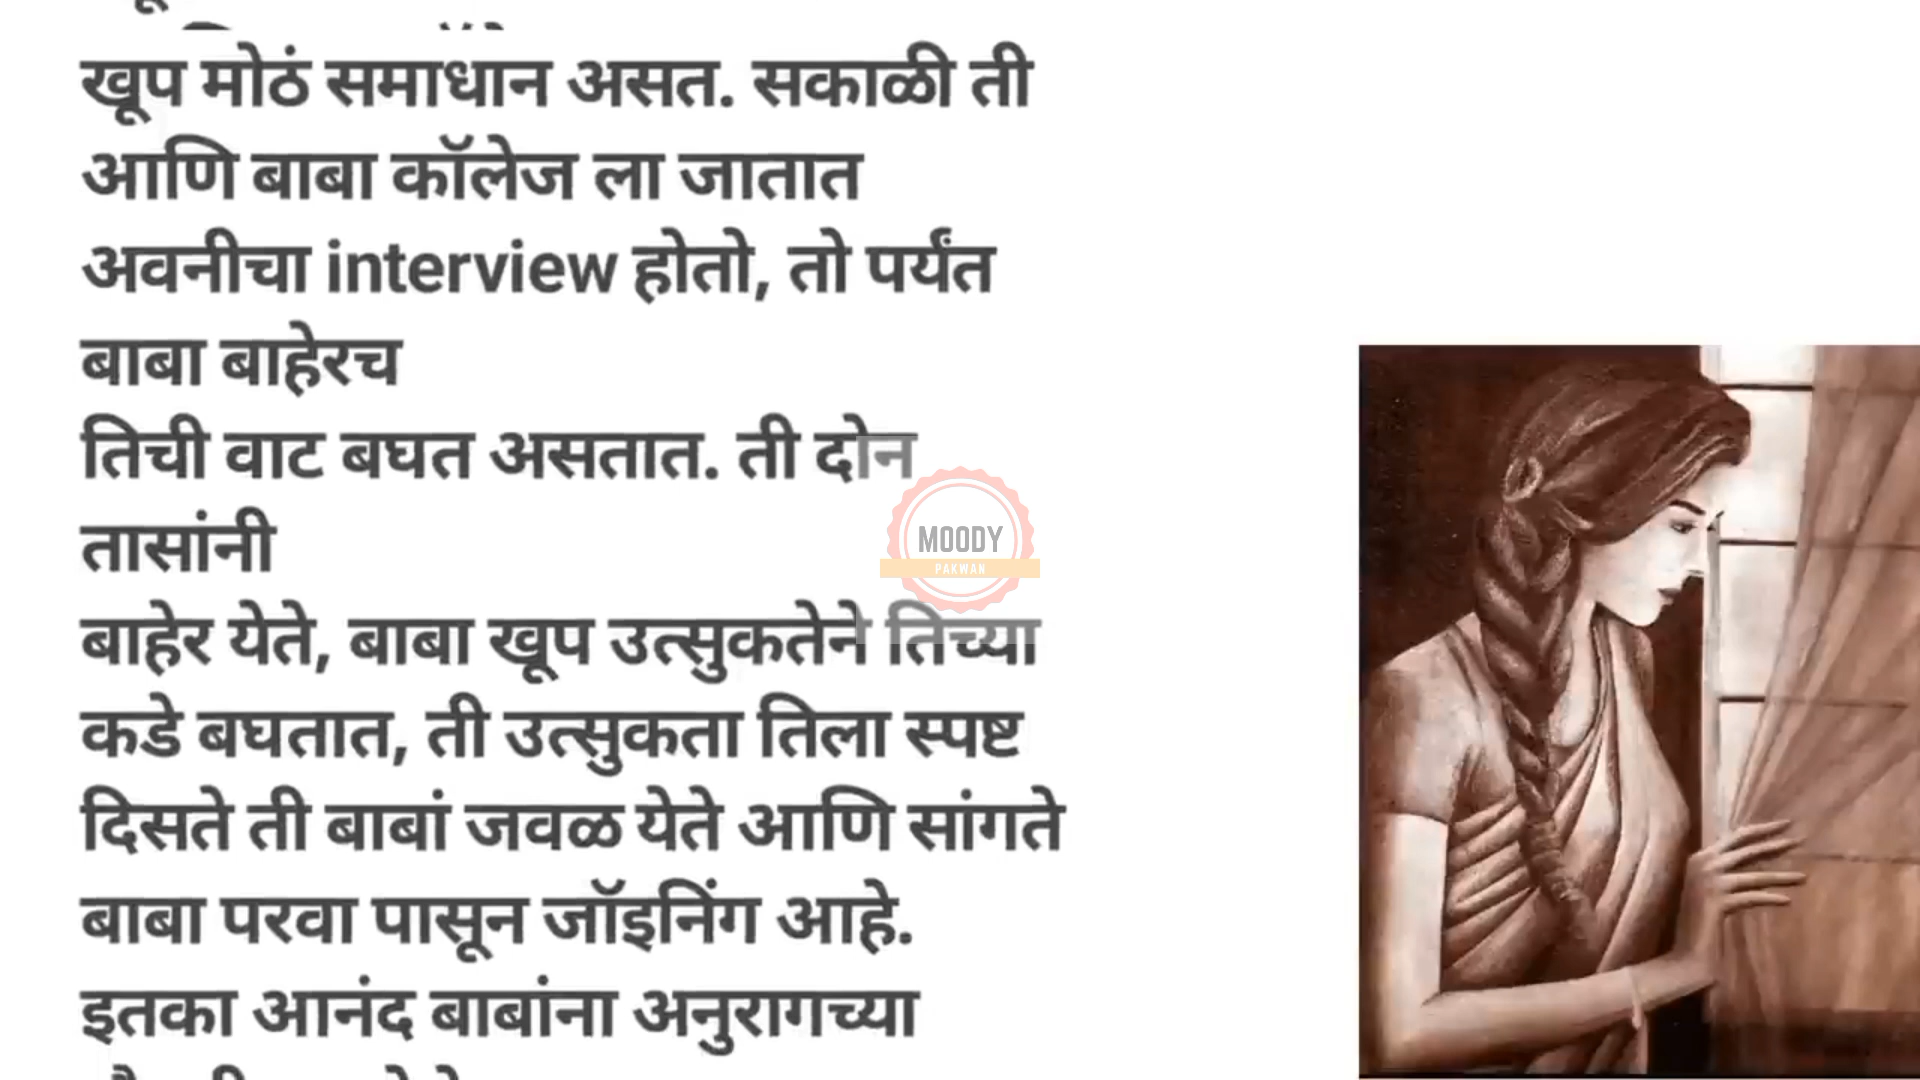 खूप मोठं समाधान असत. सकाळी ती
आणि बाबा कॉलेज ला जातात
अवनीचा interview होतो, तो पर्यंत
बाबा बाहेरच
तिची वाट बघत असतात. ती दोन
तासांनी
MOODY
PAKWAN
बाहेर येते, बाबा खूप उत्सुकतेने तिच्या
कडे बघतात, ती उत्सुकता तिला स्पष्ट
दिसते ती बाबां जवळ येते आणि सांगते
बाबा परवा पासून जॉइनिंग आहे.
इतका आनंद बाबांना अनुरागच्या